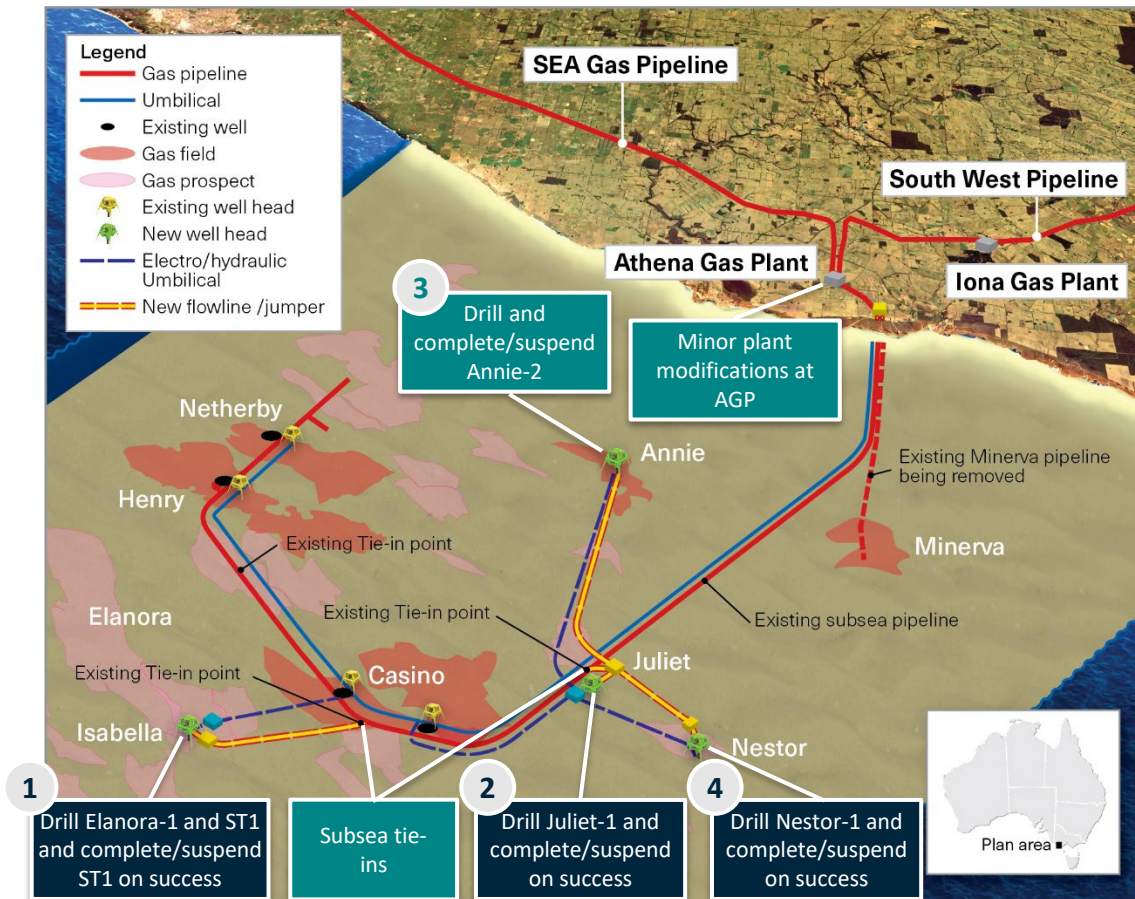 Legend
Gas pipeline
Umbilical
Existing well
Gas field
Gas prospect
Existing well head
New well head
Electro/hydraulic
Umbilical
New flowline /jumper
SEA Gas Pipeline
South West Pipeline
Athena Gas Plant
Iona Gas Plant
3
Drill and
complete/suspend
Annie-2
Minor plant
modifications at
AGP
Netherby
Annie
Existing Minerva pipeline
being removed
Henry
Minerva
Existing Tie-in point
Elanora
Existing Tie-in point
Existing subsea pipeline
Juliet
Existing Tie-in point
Casino
Isabella
Nestor
1
Drill Elanora-1 and ST1
and complete/suspend
ST1 on success
Subsea tie-
ins
2
Drill Juliet-1 and
complete/suspend
on success
4
Drill Nestor-1 and
complete/suspend
on success
Plan area